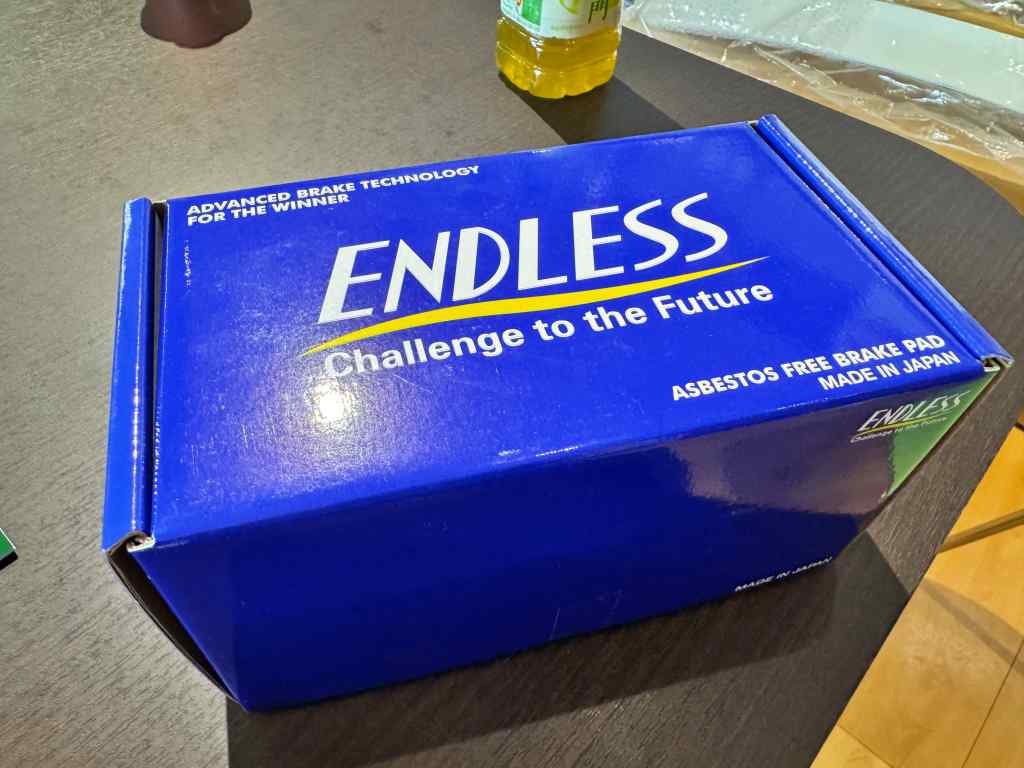 門
ADVANCED BRAKE TECHNOLOGY
FOR THE WINNER
ENDLESS
Challenge to the Future
ASBESTOS FREE BRAKE PAD
MADE IN JAPAN
ENDLESS
Challenge to the Future
MADE IN JAPAN